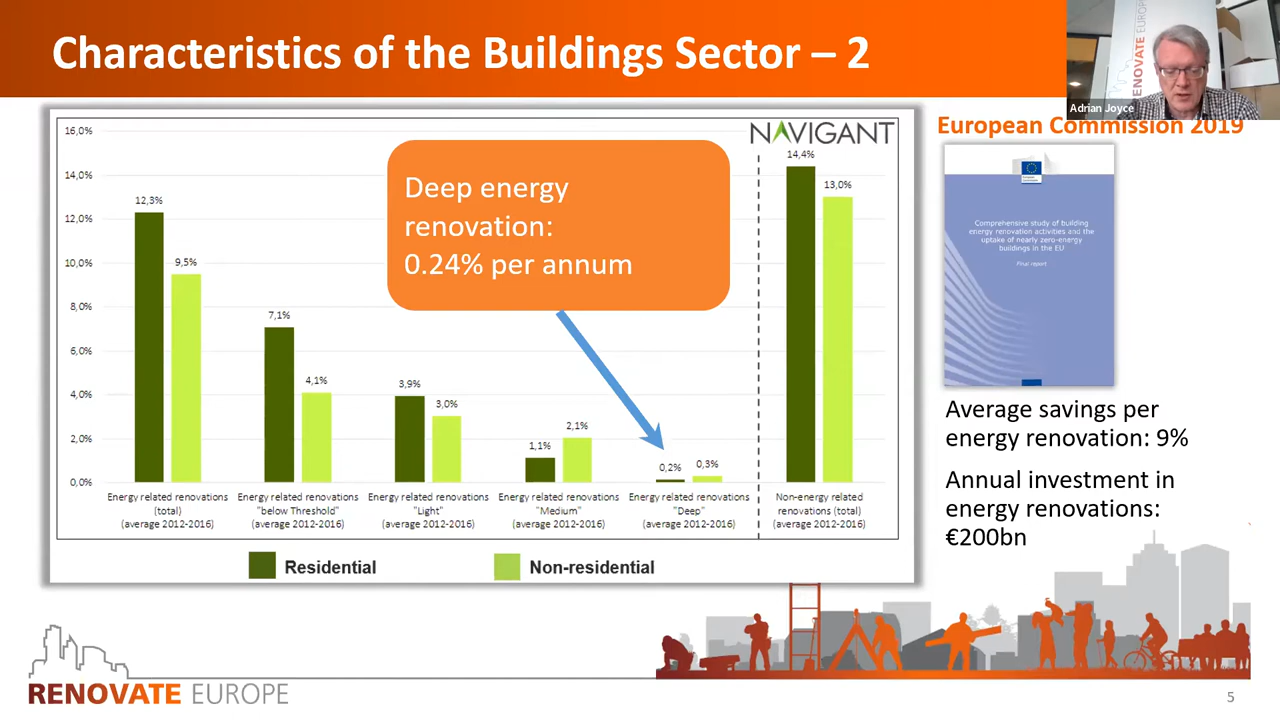 Characteristics of the Buildings Sector – 2
RENOVATE EUROPE
Adrian Joyce
European Commission 2019
NAVIGANT
16,0%
14,0%
12,0%
10,0%
8,0%
6,0%
4,0%
2,0%
0,0%
12,3%
9,5%
7,1%
4,1%
3,9%
3,0%
1,1%
2,1%
0,2%
0,3%
14,4%
13,0%
Deep energy
renovation:
0.24% per annum
Energy related renovations
(total)
(average 2012-2016)
Energy related renovations
"below Threshold"
(average 2012-2016)
Energy related renovations
"Light"
(average 2012-2016)
Energy related renovations
"Medium"
(average 2012-2016)
Energy related renovations
"Deep"
(average 2012-2016)
Non-energy related
renovations (total)
(average 2012-2016)
Residential
Non-residential
Comprehensive study of building
energy renovation activities and the
uptake of nearly zero-energy
buildings in the EU
Final report
Average savings per
energy renovation: 9%
Annual investment in
energy renovations:
€200bn
RENOVATE EUROPE
5